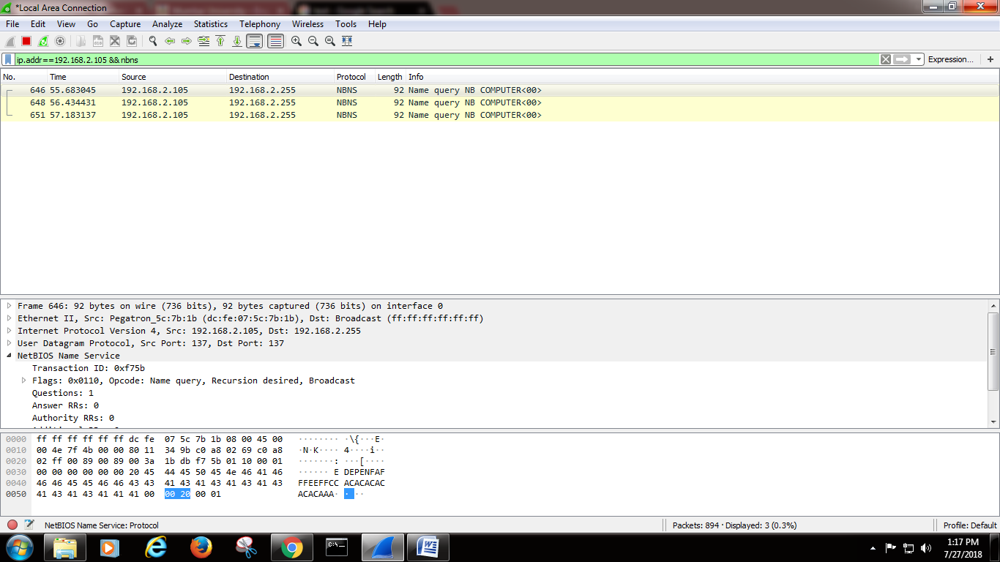 *Local Area Connection
File Edit View Go Capture Analyze Statistics Telephony Wireless Tools Help
ip.addr==192.168.2.105 && nbns
Expression... +
No. Time Source Destination Protocol Length Info
646 55.683045 192.168.2.105 192.168.2.255 NBNS 92 Name query NB COMPUTER<00>
648 56.434431 192.168.2.105 192.168.2.255 NBNS 92 Name query NB COMPUTER<00>
651 57.183137 192.168.2.105 192.168.2.255 NBNS 92 Name query NB COMPUTER<00>
Frame 646: 92 bytes on wire (736 bits), 92 bytes captured (736 bits) on interface 0
Ethernet II, Src: Pegatron_5c:7b:1b (dc:fe:07:5c:7b:1b), Dst: Broadcast (ff:ff:ff:ff:ff:ff)
Internet Protocol Version 4, Src: 192.168.2.105, Dst: 192.168.2.255
User Datagram Protocol, Src Port: 137, Dst Port: 137
NetBIOS Name Service
Transaction ID: 0xf75b
Flags: 0x0110, Opcode: Name query, Recursion desired, Broadcast
Questions: 1
Answer RRs: 0
Authority RRs: 0
0000 ff ff ff ff ff ff dc fe 07 5c 7b 1b 08 00 45 00 ········ ·\{···E·
0010 00 4e 7f 4b 00 00 80 11 34 9b c0 a8 02 69 c0 a8 ·N·K···· 4····i··
0020 02 ff 00 89 00 89 00 3a 1b db f7 5b 01 10 00 01 ·······: ···[····
0030 00 00 00 00 00 00 20 45 44 45 50 45 4e 46 41 46 ······ E DEPENFAF
0040 46 46 45 45 46 46 43 43 41 43 41 43 41 43 41 43 FFEEFFCC ACACACAC
0050 41 43 41 43 41 41 41 00 00 20 00 01 ACACAAA· · ··
NetBIOS Name Service: Protocol
Packets: 894 · Displayed: 3 (0.3%)
Profile: Default
1:17 PM
7/27/2018